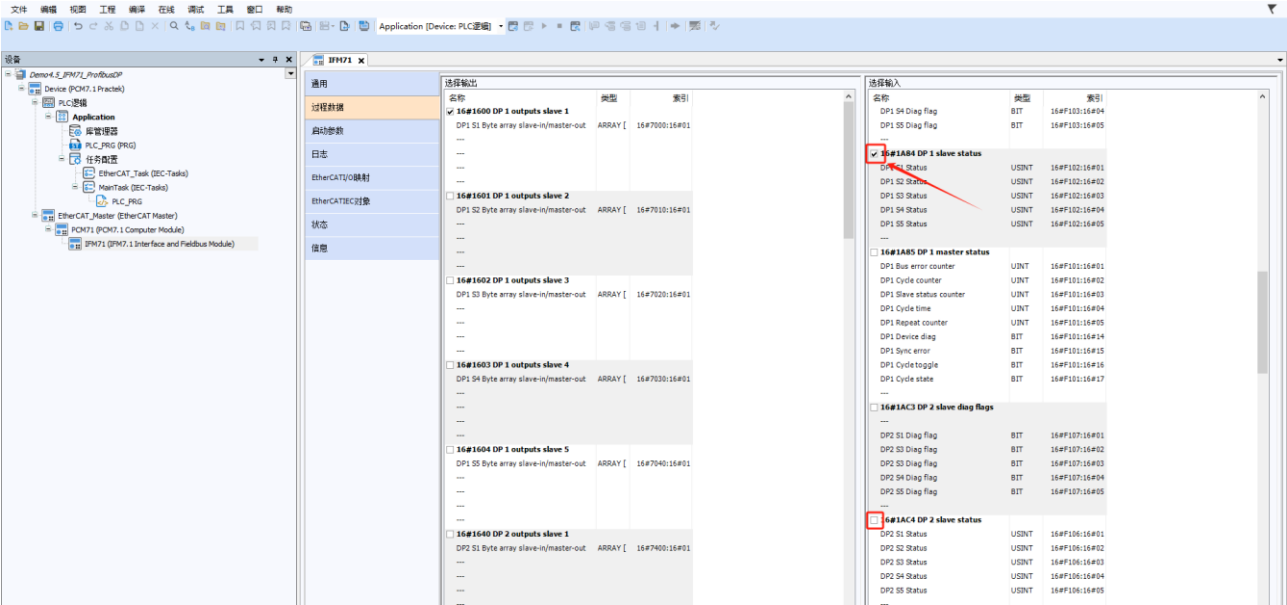 文件 编辑 视图 工程 编译 在线 调试 工具 窗口 帮助
Application [Device: PLC逻辑]
设备
Demo4.5_IFM71_ProfibusDP
Device (PCM7.1 Practek)
PLC逻辑
Application
库管理器
PLC_PRG (PRG)
任务配置
EtherCAT_Task (IEC-Tasks)
MainTask (IEC-Tasks)
PLC_PRG
EtherCAT_Master (EtherCAT Master)
PCM71 (PCM7.1 Computer Module)
IFM71 (IFM7.1 Interface and Fieldbus Module)
IFM71
通用
过程数据
启动参数
日志
EtherCATI/O映射
EtherCATIEC对象
状态
信息
选择输出
名称 类型 索引
16#1600 DP 1 outputs slave 1
DP1 S1 Byte array slave-in/master-out ARRAY [ 16#7000:16#01
---
---
---
---
16#1601 DP 1 outputs slave 2
DP1 S2 Byte array slave-in/master-out ARRAY [ 16#7010:16#01
---
---
---
---
16#1602 DP 1 outputs slave 3
DP1 S3 Byte array slave-in/master-out ARRAY [ 16#7020:16#01
---
---
---
---
16#1603 DP 1 outputs slave 4
DP1 S4 Byte array slave-in/master-out ARRAY [ 16#7030:16#01
---
---
---
---
16#1604 DP 1 outputs slave 5
DP1 S5 Byte array slave-in/master-out ARRAY [ 16#7040:16#01
---
---
---
---
16#1640 DP 2 outputs slave 1
DP2 S1 Byte array slave-in/master-out ARRAY [ 16#7400:16#01
---
---
---
---
选择输入
名称 类型 索引
DP1 S4 Diag flag BIT 16#F103:16#04
DP1 S5 Diag flag BIT 16#F103:16#05
---
16#1A84 DP 1 slave status
DP1 S1 Status USINT 16#F102:16#01
DP1 S2 Status USINT 16#F102:16#02
DP1 S3 Status USINT 16#F102:16#03
DP1 S4 Status USINT 16#F102:16#04
DP1 S5 Status USINT 16#F102:16#05
---
16#1A85 DP 1 master status
DP1 Bus error counter UINT 16#F101:16#01
DP1 Cycle counter UINT 16#F101:16#02
DP1 Slave status counter UINT 16#F101:16#03
DP1 Cycle time UINT 16#F101:16#04
DP1 Repeat counter UINT 16#F101:16#05
DP1 Device diag BIT 16#F101:16#14
DP1 Sync error BIT 16#F101:16#15
DP1 Cycle toggle BIT 16#F101:16#16
DP1 Cycle state BIT 16#F101:16#17
---
16#1AC3 DP 2 slave diag flags
---
DP2 S1 Diag flag BIT 16#F107:16#01
DP2 S3 Diag flag BIT 16#F107:16#02
DP2 S3 Diag flag BIT 16#F107:16#03
DP2 S4 Diag flag BIT 16#F107:16#04
DP2 S5 Diag flag BIT 16#F107:16#05
---
16#1AC4 DP 2 slave status
DP2 S1 Status USINT 16#F106:16#01
DP2 S2 Status USINT 16#F106:16#02
DP2 S3 Status USINT 16#F106:16#03
DP2 S4 Status USINT 16#F106:16#04
DP2 S5 Status USINT 16#F106:16#05
---